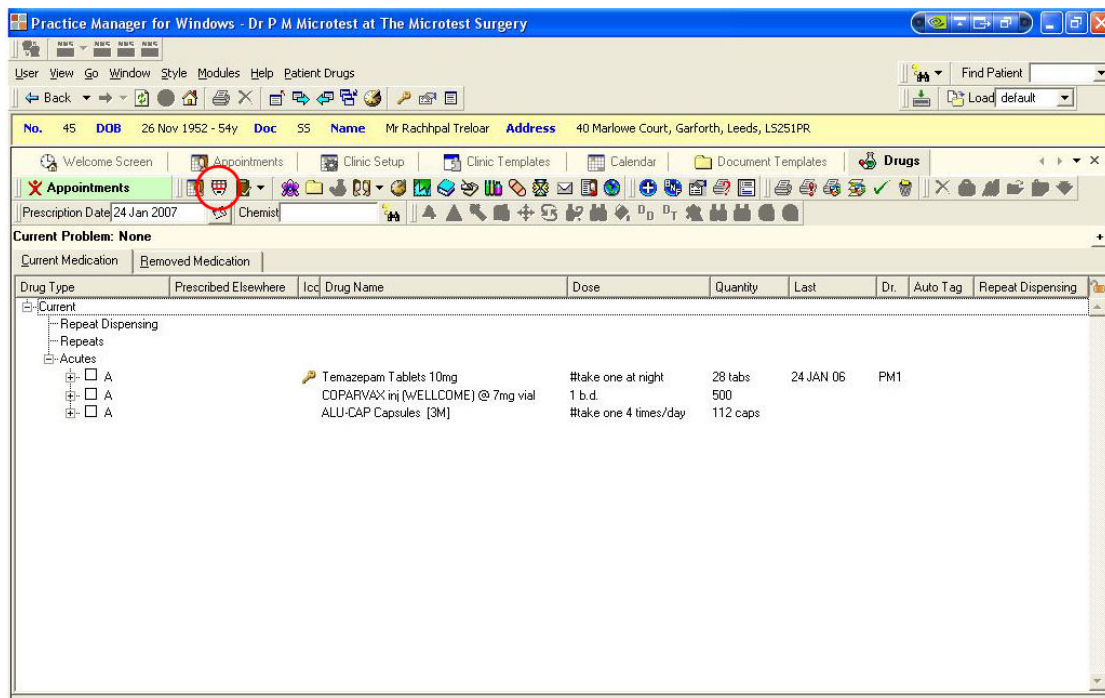 Practice Manager for Windows - Dr P M Microtest at The Microtest Surgery
User View Go Window Style Modules Help Patient Drugs
Find Patient
Back
Load default
No. 45 DOB 26 Nov 1952 - 54y Doc SS Name Mr Rachhpal Treloar Address 40 Marlowe Court, Garforth, Leeds, LS251PR
Welcome Screen Appointments Clinic Setup Clinic Templates Calendar Document Templates Drugs
Appointments
Prescription Date 24 Jan 2007 Chemist
Current Problem: None
Current Medication Removed Medication
Drug Type Prescribed Elsewhere Icc Drug Name Dose Quantity Last Dr. Auto Tag Repeat Dispensing
Current
Repeat Dispensing
Repeats
Acutes
A Temazepam Tablets 10mg #take one at night 28 tabs 24 JAN 06 PM1
A COPARVAX inj (WELLCOME) @ 7mg vial 1 b.d. 500
A ALU-CAP Capsules [3M] #take one 4 times/day 112 caps